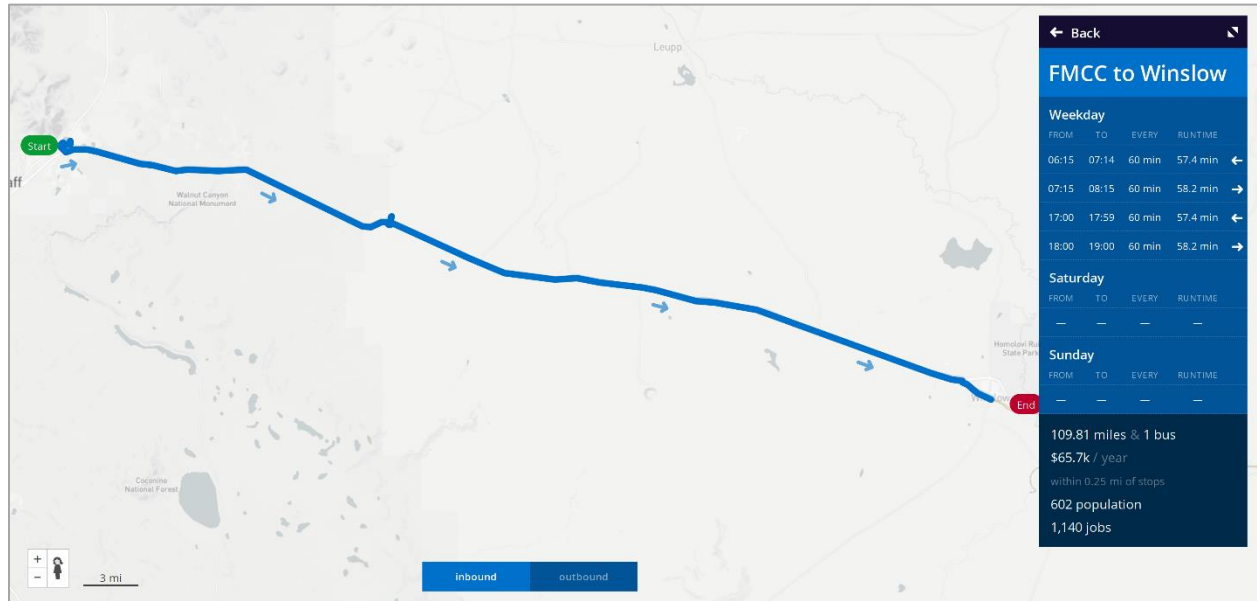 Leupp
Start
aff
Walnut Canyon
National Monument
Coconino
National Forest
Homolovi Ru
State Park
End
+
−
3 mi
inbound outbound
← Back
FMCC to Winslow
Weekday
FROM TO EVERY RUNTIME
06:15 07:14 60 min 57.4 min ←
07:15 08:15 60 min 58.2 min →
17:00 17:59 60 min 57.4 min ←
18:00 19:00 60 min 58.2 min →
Saturday
FROM TO EVERY RUNTIME
— — — —
Sunday
FROM TO EVERY RUNTIME
— — — —
109.81 miles & 1 bus
$65.7k / year
within 0.25 mi of stops
602 population
1,140 jobs